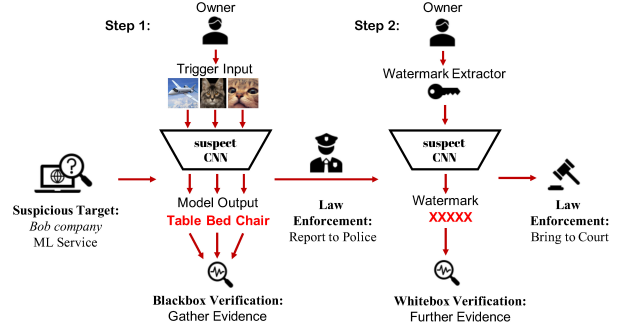 Step 1:
Owner
Trigger Input
suspect
CNN
Suspicious Target:
Bob company
ML Service
Model Output
Table Bed Chair
Blackbox Verification:
Gather Evidence
Law
Enforcement:
Report to Police
Step 2:
Owner
Watermark Extractor
suspect
CNN
Watermark
XXXXX
Whitebox Verification:
Further Evidence
Law
Enforcement:
Bring to Court